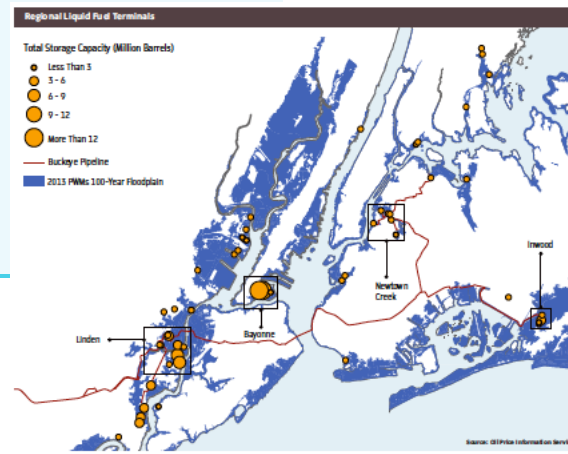 Regional Liquid Fuel Terminals
Total Storage Capacity (Million Barrels)
Less Than 3
3 - 6
6 - 9
9 - 12
More Than 12
Buckeye Pipeline
2013 PWMs 100-Year Floodplain
Inwood
Newtown
Creek
Bayonne
Linden
Source: Oil Price Information Servi